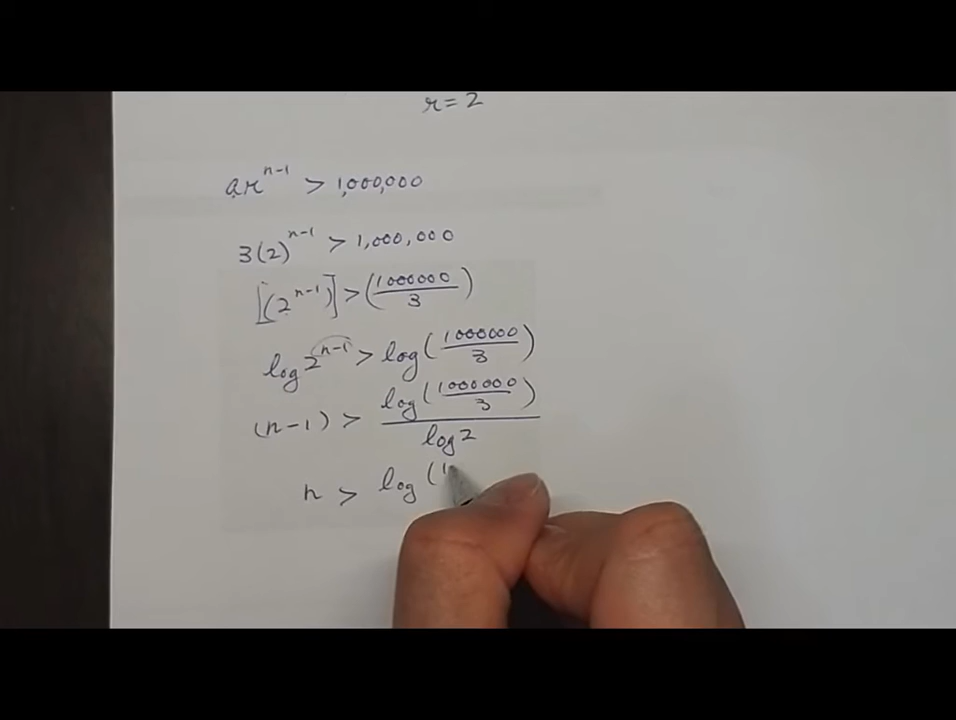 r = 2
ar^{n-1} > 1,000,000
3(2)^{n-1} > 1,000,000
[(2^{n-1})] > (1000000/3)
log 2^{n-1} > log(1000000/3)
(n-1) > log(1000000/3)/log 2
n > log(1